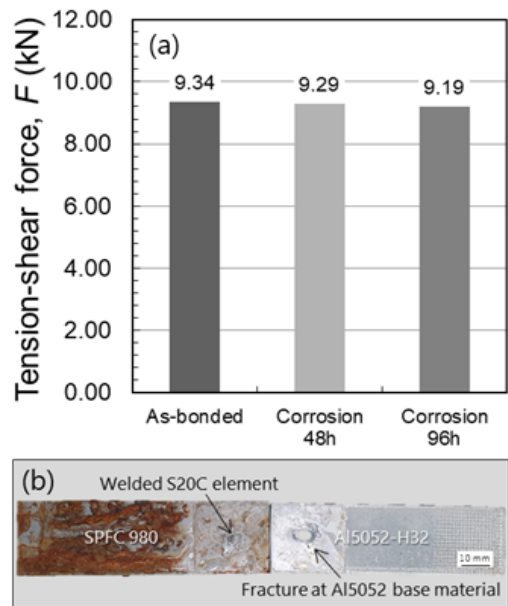 (a)
Tension-shear force, F (kN)
12.00
10.00
8.00
6.00
4.00
2.00
0.00
9.34
9.29
9.19
As-bonded
Corrosion
48h
Corrosion
96h
(b)
Welded S20C element
SPFC 980
Al5052-H32
10 mm
Fracture at Al5052 base material